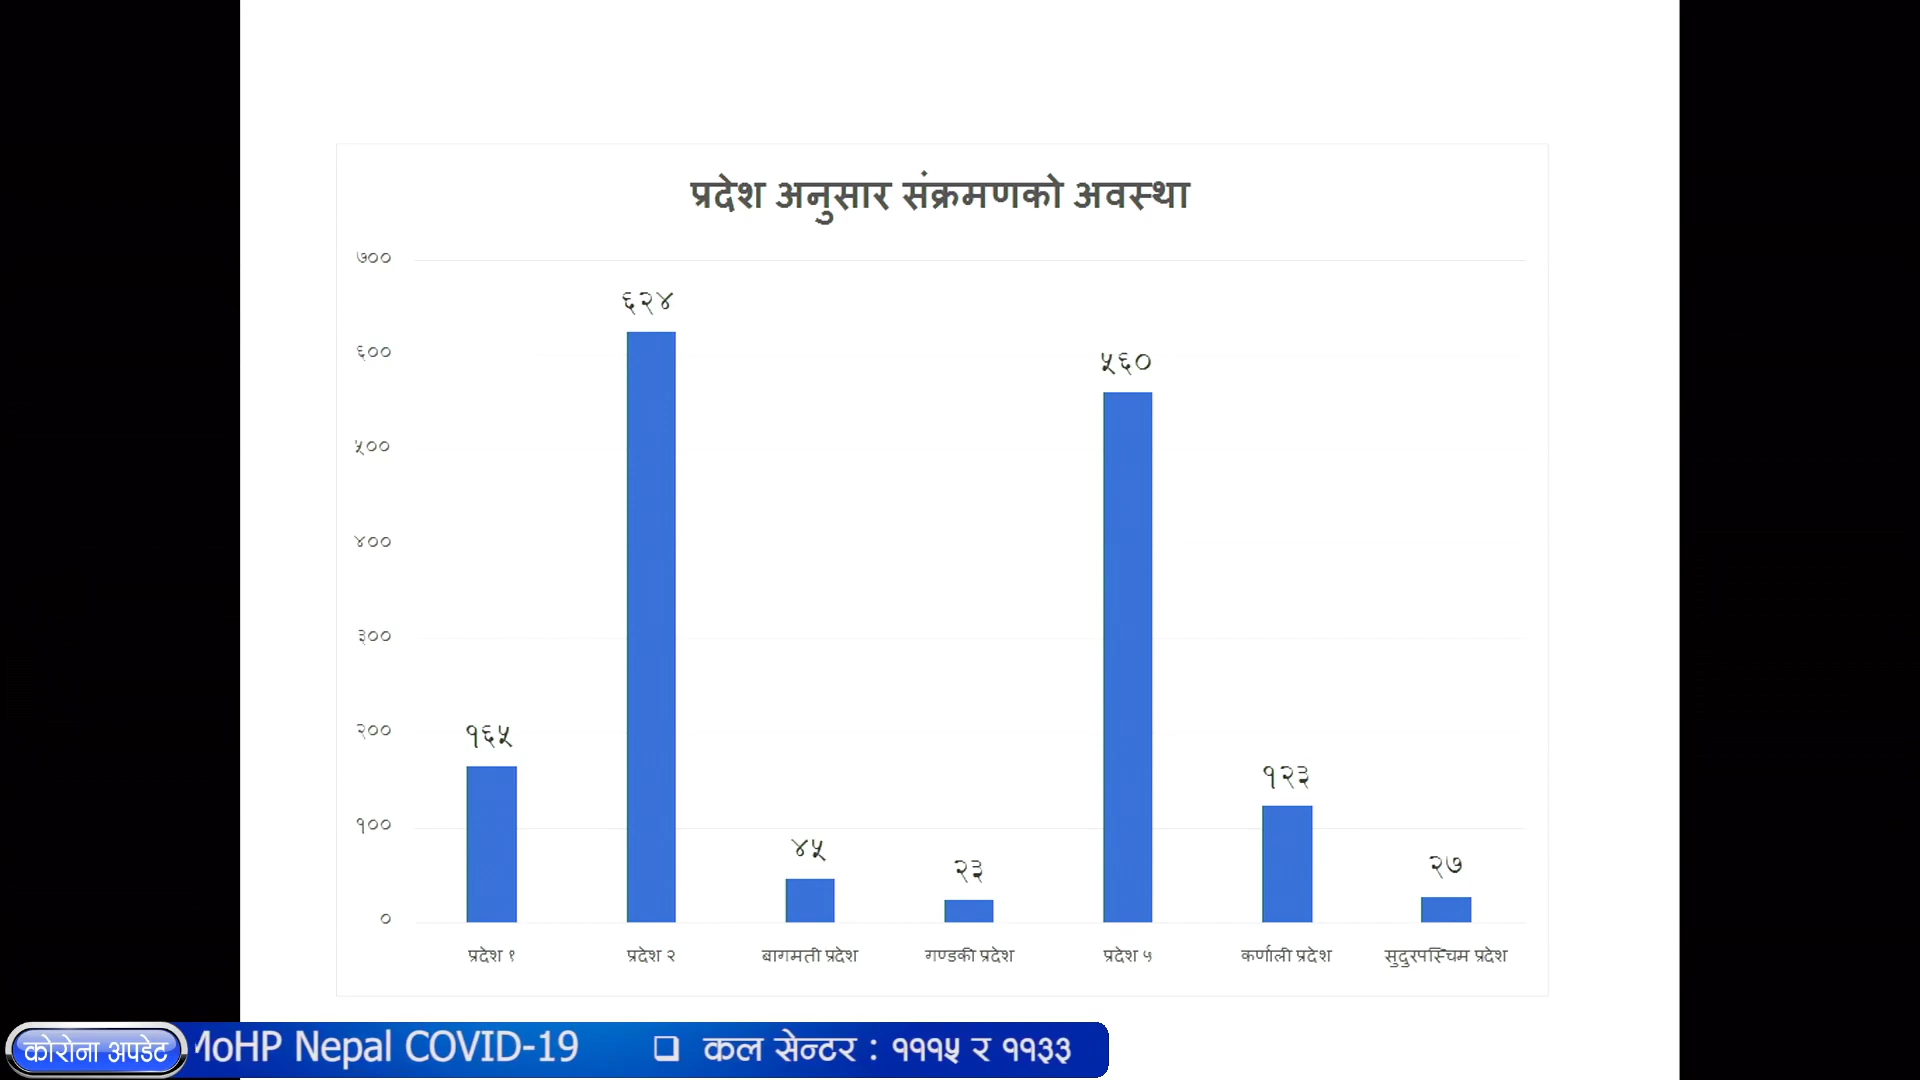 प्रदेश अनुसार संक्रमणको अवस्था
७००
६००
५००
४००
३००
२००
१००
०
१६५
६२४
४५
२३
५६०
१२३
२७
प्रदेश १
प्रदेश २
बागमती प्रदेश
गण्डकी प्रदेश
प्रदेश ५
कर्णाली प्रदेश
सुदुरपस्चिम प्रदेश
कोरोना अपडेट
MoHP Nepal COVID-19 ❑ कल सेन्टर : १११५ र ११३३